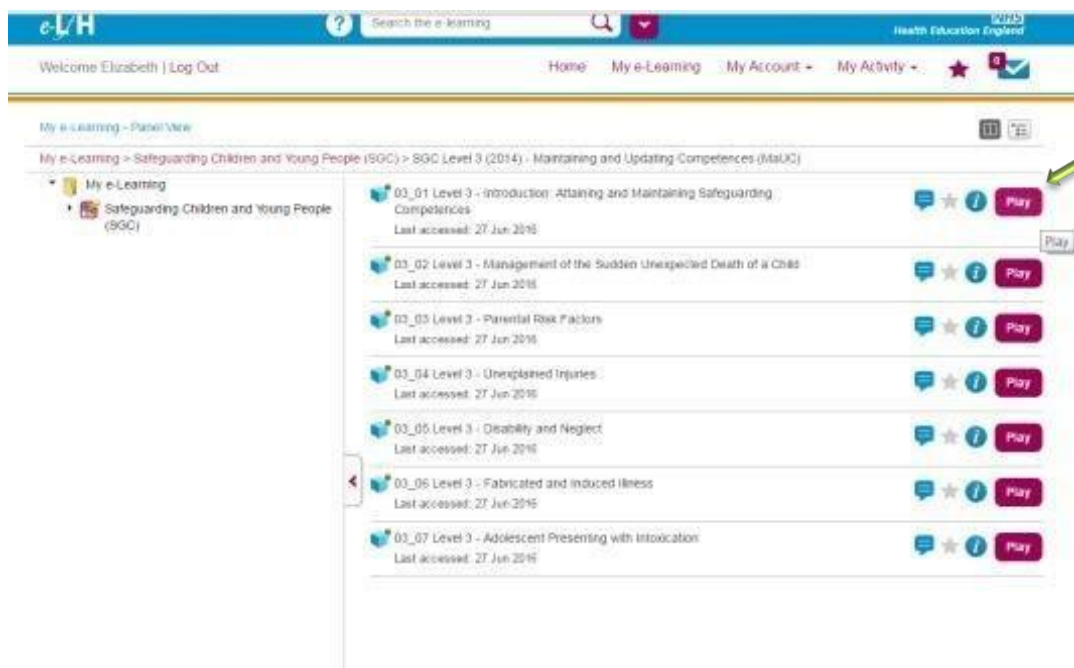 e-LfH
?
Search the e-learning
NHS
Health Education England
Welcome Elizabeth | Log Out
Home My e-Learning My Account My Activity
0
My e-Learning - Panel View
My e-Learning > Safeguarding Children and Young People (SGC) > SGC Level 3 (2014) - Maintaining and Updating Competences (MaUC)
My e-Learning
Safeguarding Children and Young People
(SGC)
03_01 Level 3 - Introduction: Attaining and Maintaining Safeguarding
Competences
Last accessed: 27 Jun 2016
i Play
Play
03_02 Level 3 - Management of the Sudden Unexpected Death of a Child
Last accessed: 27 Jun 2016
i Play
03_03 Level 3 - Parental Risk Factors
Last accessed: 27 Jun 2016
i Play
03_04 Level 3 - Unexplained Injuries
Last accessed: 27 Jun 2016
i Play
03_05 Level 3 - Disability and Neglect
Last accessed: 27 Jun 2016
i Play
03_06 Level 3 - Fabricated and Induced Illness
Last accessed: 27 Jun 2016
i Play
03_07 Level 3 - Adolescent Presenting with Intoxication
Last accessed: 27 Jun 2016
i Play